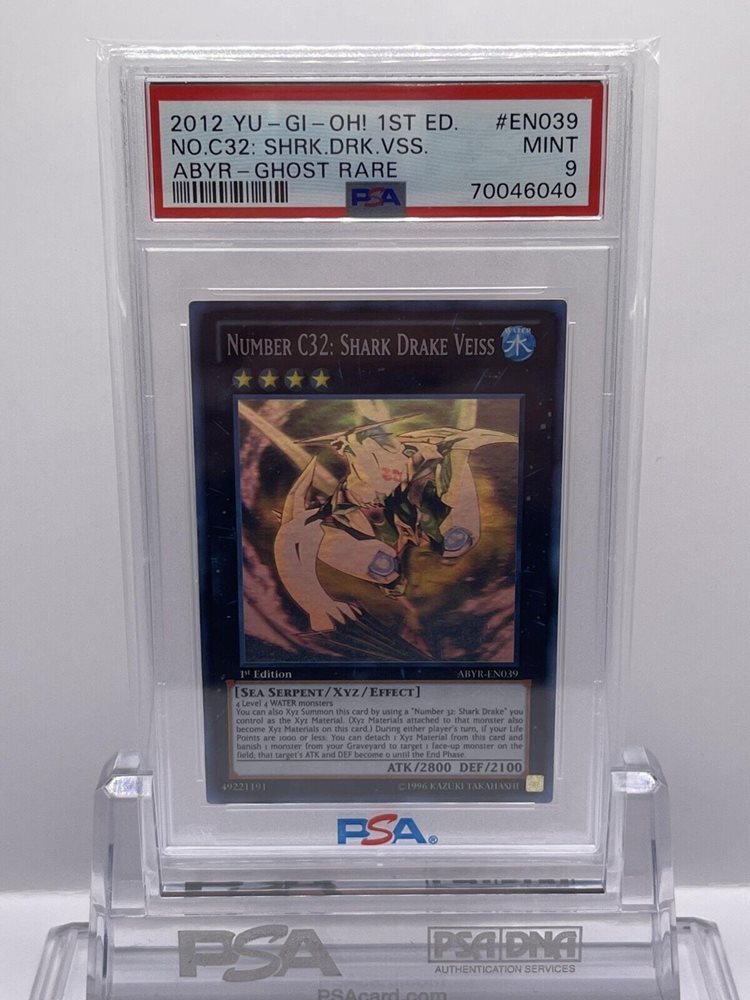 2012 YU-GI-OH! 1ST ED. #EN039
NO.C32: SHRK.DRK.VSS. MINT
ABYR-GHOST RARE 9
PSA 70046040
NUMBER C32: SHARK DRAKE VEISS
WATER
水
1st Edition ABYR-EN039
[SEA SERPENT/XYZ/EFFECT]
4 Level 4 WATER monsters
You can also Xyz Summon this card by using a "Number 32: Shark Drake" you
control as the Xyz Material. (Xyz Materials attached to that monster also
become Xyz Materials on this card.) During either player's turn, if your Life
Points are 1000 or less: You can detach 1 Xyz Material from this card and
banish 1 monster from your Graveyard to target 1 face-up monster on the
field; that target's ATK and DEF become 0 until the End Phase.
ATK/2800 DEF/2100
49221191 ©1996 KAZUKI TAKAHASHI
PSA®
PSA PSA DNA
AUTHENTICATION SERVICES
PSAcard.com